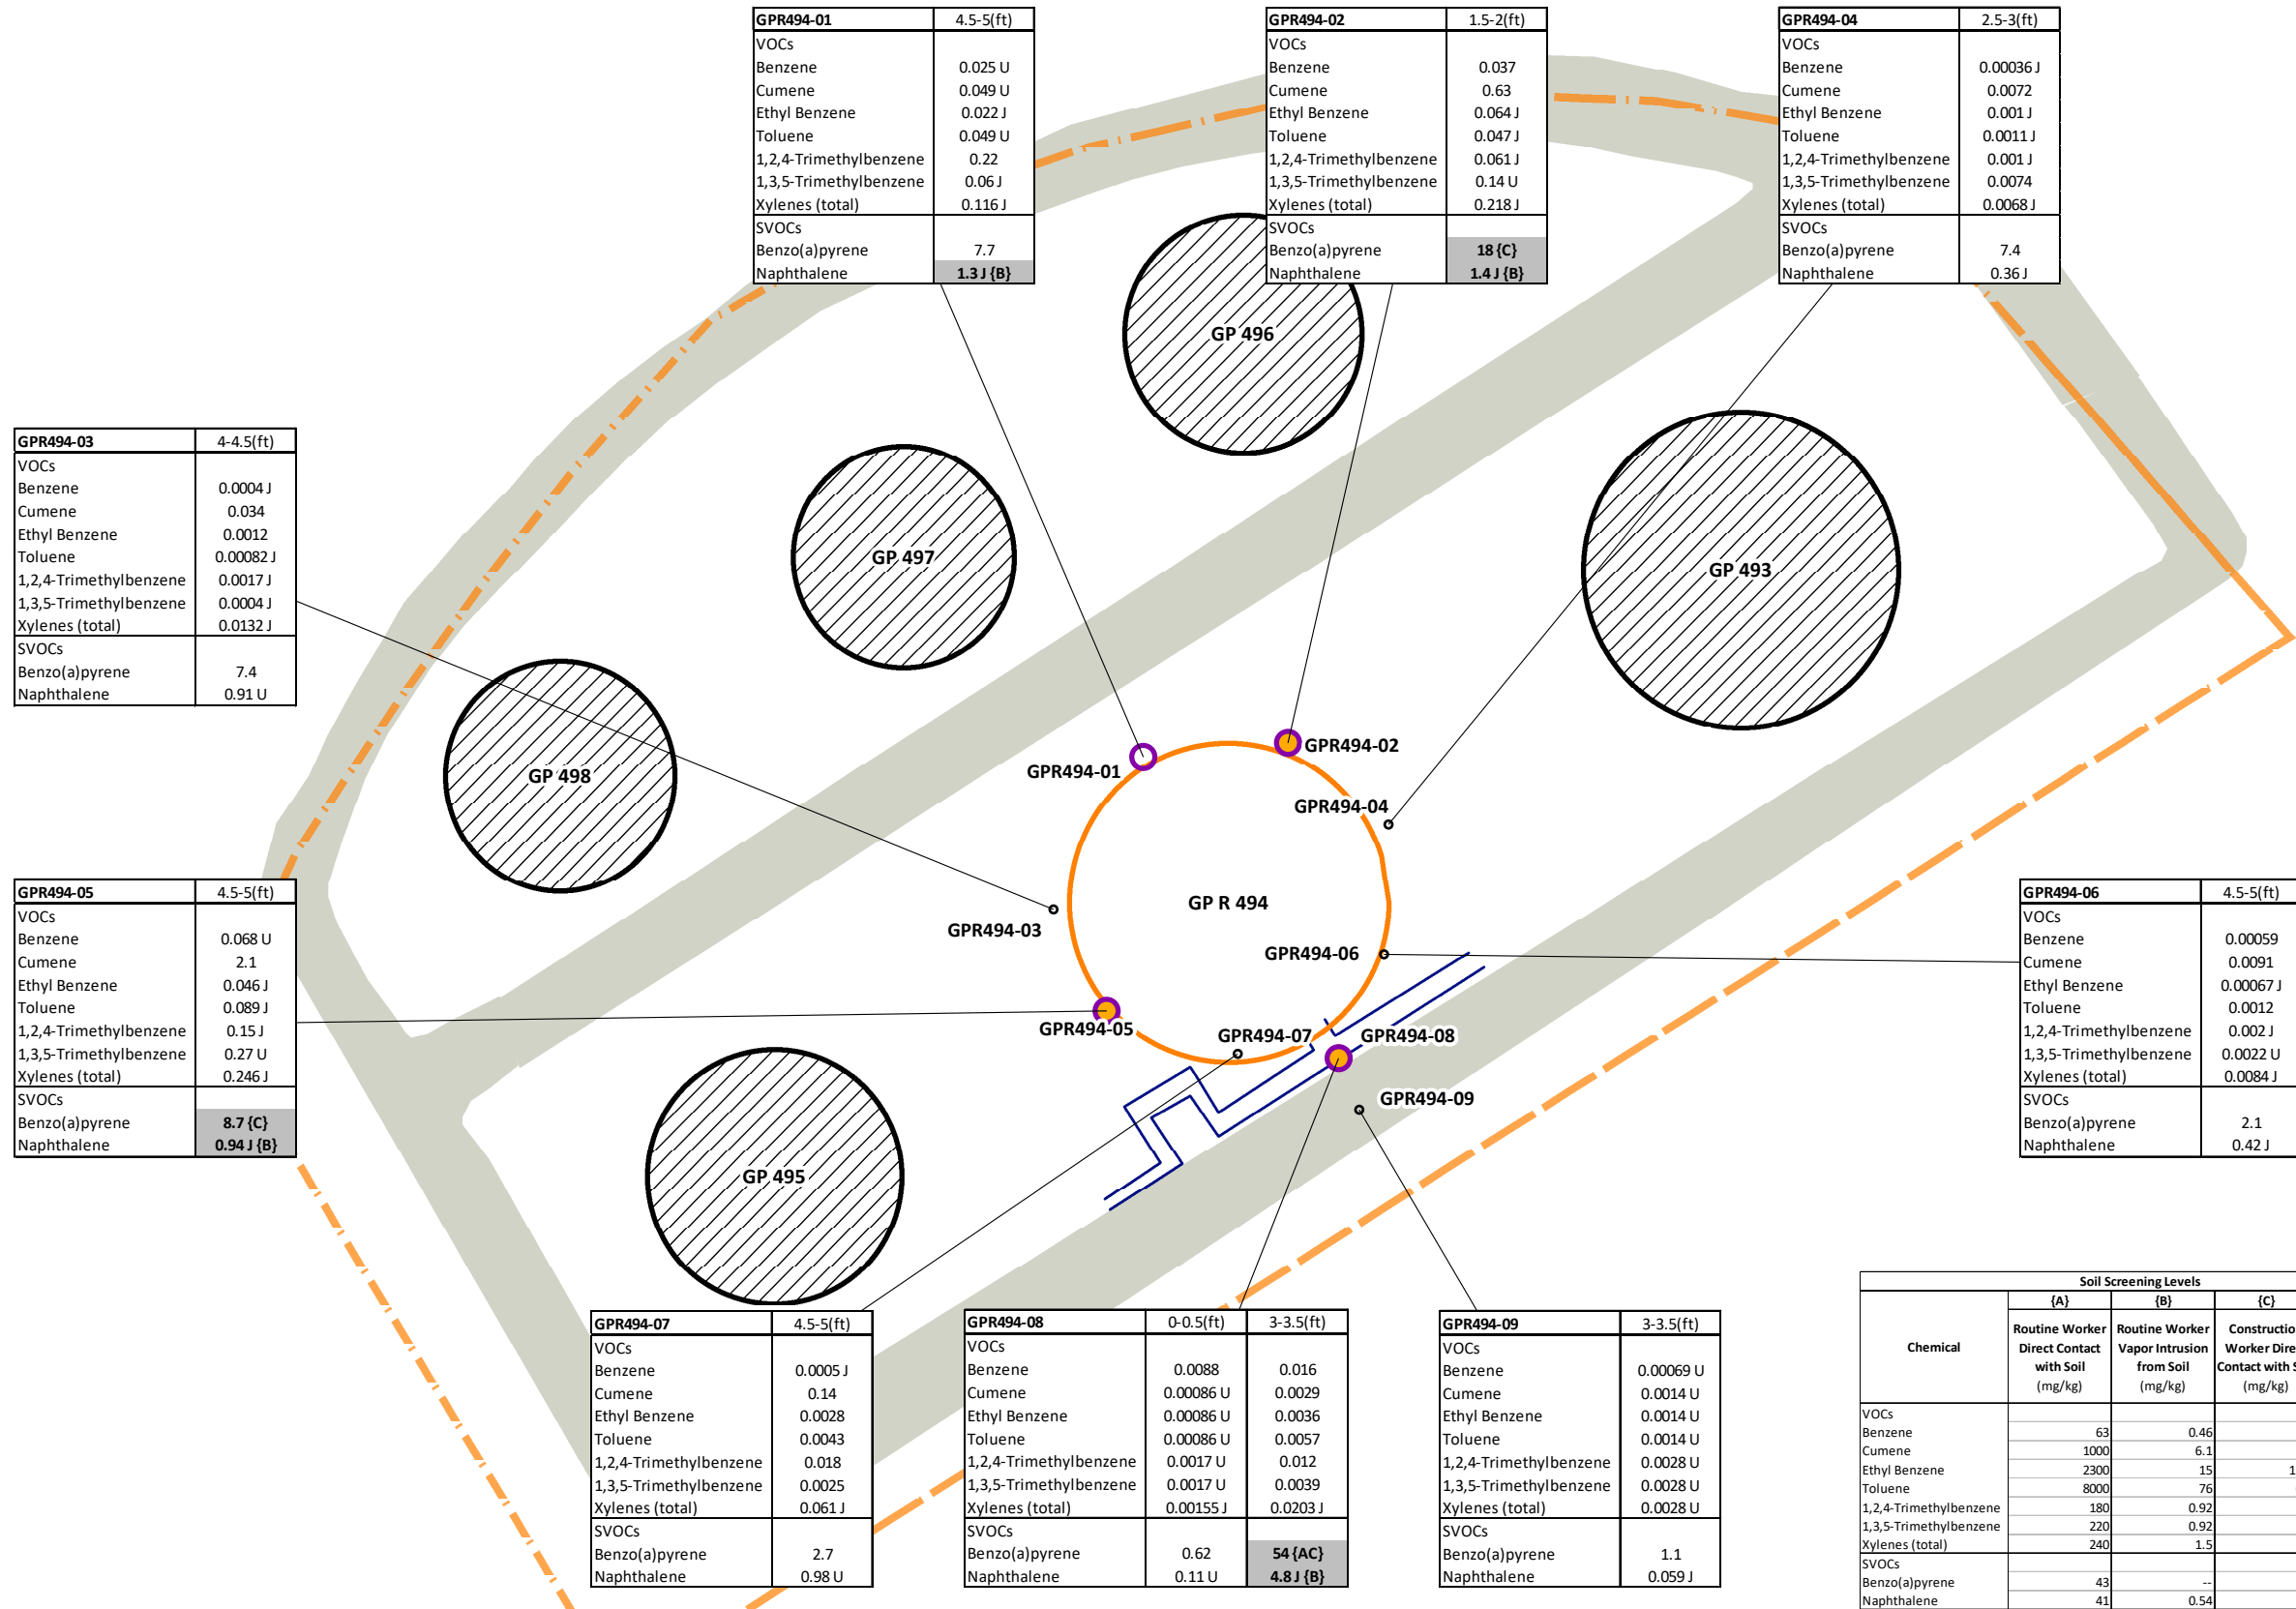 GPR494-01 4.5-5(ft)
VOCs
Benzene 0.025 U
Cumene 0.049 U
Ethyl Benzene 0.022 J
Toluene 0.049 U
1,2,4-Trimethylbenzene 0.22
1,3,5-Trimethylbenzene 0.06 J
Xylenes (total) 0.116 J
SVOCs
Benzo(a)pyrene 7.7
Naphthalene 1.3 J {B}
GPR494-02 1.5-2(ft)
VOCs
Benzene 0.037
Cumene 0.63
Ethyl Benzene 0.064 J
Toluene 0.047 J
1,2,4-Trimethylbenzene 0.061 J
1,3,5-Trimethylbenzene 0.14 U
Xylenes (total) 0.218 J
SVOCs
Benzo(a)pyrene 18 {C}
Naphthalene 1.4 J {B}
GPR494-04 2.5-3(ft)
VOCs
Benzene 0.00036 J
Cumene 0.0072
Ethyl Benzene 0.001 J
Toluene 0.0011 J
1,2,4-Trimethylbenzene 0.001 J
1,3,5-Trimethylbenzene 0.0074
Xylenes (total) 0.0068 J
SVOCs
Benzo(a)pyrene 7.4
Naphthalene 0.36 J
GP 496
GPR494-03 4-4.5(ft)
VOCs
Benzene 0.0004 J
Cumene 0.034
Ethyl Benzene 0.0012
Toluene 0.00082 J
1,2,4-Trimethylbenzene 0.0017 J
1,3,5-Trimethylbenzene 0.0004 J
Xylenes (total) 0.0132 J
SVOCs
Benzo(a)pyrene 7.4
Naphthalene 0.91 U
GP 497
GP 493
GP 498
GPR494-01
GPR494-02
GPR494-04
GP R 494
GPR494-03
GPR494-06
GPR494-05
GPR494-07
GPR494-08
GPR494-09
GP 495
GPR494-05 4.5-5(ft)
VOCs
Benzene 0.068 U
Cumene 2.1
Ethyl Benzene 0.046 J
Toluene 0.089 J
1,2,4-Trimethylbenzene 0.15 J
1,3,5-Trimethylbenzene 0.27 U
Xylenes (total) 0.246 J
SVOCs
Benzo(a)pyrene 8.7 {C}
Naphthalene 0.94 J {B}
GPR494-06 4.5-5(ft)
VOCs
Benzene 0.00059
Cumene 0.0091
Ethyl Benzene 0.00067 J
Toluene 0.0012
1,2,4-Trimethylbenzene 0.002 J
1,3,5-Trimethylbenzene 0.0022 U
Xylenes (total) 0.0084 J
SVOCs
Benzo(a)pyrene 2.1
Naphthalene 0.42 J
GPR494-07 4.5-5(ft)
VOCs
Benzene 0.0005 J
Cumene 0.14
Ethyl Benzene 0.0028
Toluene 0.0043
1,2,4-Trimethylbenzene 0.018
1,3,5-Trimethylbenzene 0.0025
Xylenes (total) 0.061 J
SVOCs
Benzo(a)pyrene 2.7
Naphthalene 0.98 U
GPR494-08 0-0.5(ft) 3-3.5(ft)
VOCs
Benzene 0.0088 0.016
Cumene 0.00086 U 0.0029
Ethyl Benzene 0.00086 U 0.0036
Toluene 0.00086 U 0.0057
1,2,4-Trimethylbenzene 0.0017 U 0.012
1,3,5-Trimethylbenzene 0.0017 U 0.0039
Xylenes (total) 0.00155 J 0.0203 J
SVOCs
Benzo(a)pyrene 0.62 54 {AC}
Naphthalene 0.11 U 4.8 J {B}
GPR494-09 3-3.5(ft)
VOCs
Benzene 0.00069 U
Cumene 0.0014 U
Ethyl Benzene 0.0014 U
Toluene 0.0014 U
1,2,4-Trimethylbenzene 0.0028 U
1,3,5-Trimethylbenzene 0.0028 U
Xylenes (total) 0.0028 U
SVOCs
Benzo(a)pyrene 1.1
Naphthalene 0.059 J
Soil Screening Levels
{A} {B} {C}
Chemical
Routine Worker Routine Worker
Direct Contact Vapor Intrusion Worker
with Soil from Soil Contact with
(mg/kg) (mg/kg) (mg/kg)
VOCs
Benzene 63 0.46
Cumene 1000 6.1
Ethyl Benzene 2300 15
Toluene 8000 76
1,2,4-Trimethylbenzene 180 0.92
1,3,5-Trimethylbenzene 220 0.92
Xylenes (total) 240 1.5
SVOCs
Benzo(a)pyrene 43 --
Naphthalene 41 0.54